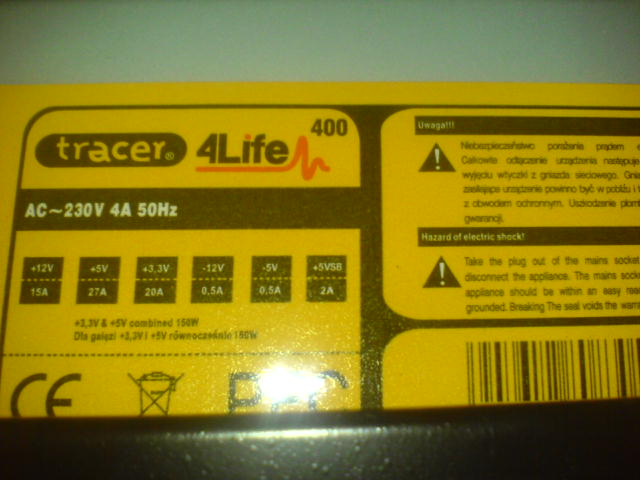 tracer® 4Life 400
AC~230V 4A 50Hz
+12V +5V +3,3V -12V -5V +5VSB
15A 27A 20A 0,5A 0,5A 2A
+3,3V & +5V combined 150W
Dla gałęzi +3,3V i +5V równocześnie 150W
CE
Uwaga!!!
Niebezpieczeństwo porażenia prądem
Całkowite odłączenie urządzenia następuje
wyjęciu wtyczki z gniazda sieciowego.
zasilające urządzenie powinno być w pobliżu i
z obwodem ochronnym. Uszkodzenie
gwarancji.
Hazard of electric shock!
Take the plug out of the mains socket
disconnect the appliance. The mains
appliance should be within an easy
grounded. Breaking The seal voids the